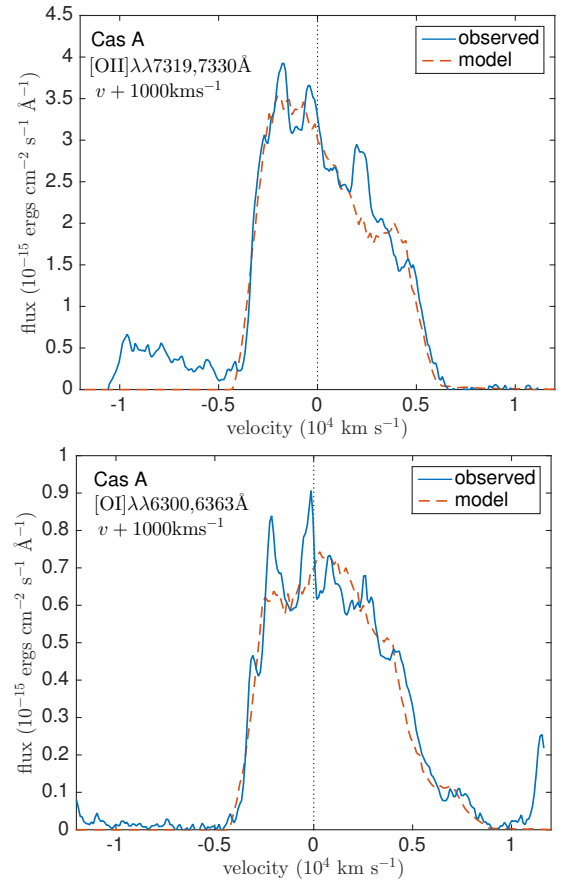 4.5
4
3.5
3
2.5
2
1.5
1
0.5
0
flux (10⁻¹⁵ ergs cm⁻² s⁻¹ Å⁻¹)
Cas A
[OII]λλ7319,7330Å
v + 1000kms⁻¹
observed
model
-1 -0.5 0 0.5 1
velocity (10⁴ km s⁻¹)
1
0.9
0.8
0.7
0.6
0.5
0.4
0.3
0.2
0.1
0
flux (10⁻¹⁵ ergs cm⁻² s⁻¹ Å⁻¹)
Cas A
[OI]λλ6300,6363Å
v + 1000kms⁻¹
observed
model
-1 -0.5 0 0.5 1
velocity (10⁴ km s⁻¹)